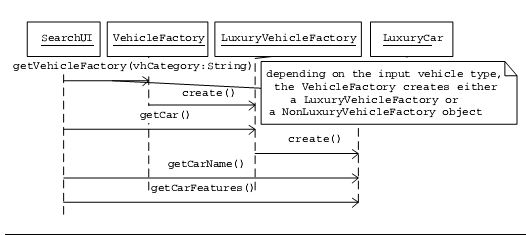 SearchUI
VehicleFactory
LuxuryVehicleFactory
LuxuryCar
getVehicleFactory(vhCategory:String)
depending on the input vehicle type,
the VehicleFactory creates either
a LuxuryVehicleFactory or
a NonLuxuryVehicleFactory object
create()
getCar()
create()
getCarName()
getCarFeatures()